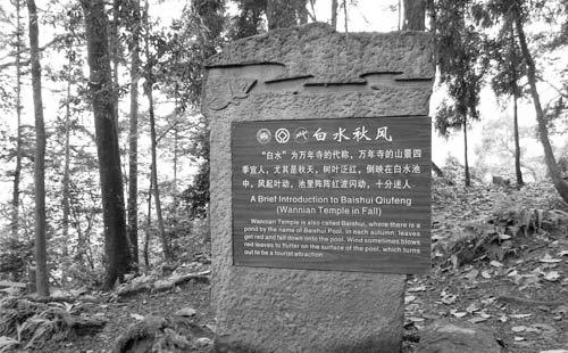 白水秋风
“白水”为万年寺的代称,万年寺的山景四
季宜人,尤其是秋天,树叶泛红,倒映在白水池
中,风起叶动,池里阵阵红波闪动,十分迷人
A Brief Introduction to Baishui Qiufeng
(Wannian Temple in Fall)
Wannian Temple is also called Baishui, where there is a
pond by the name of Baishui Pool. In each autumn, leaves
get red and fall down onto the pool. Wind sometimes blows
red leaves to flutter on the surface of the pool, which turns
out to be a tourist attraction